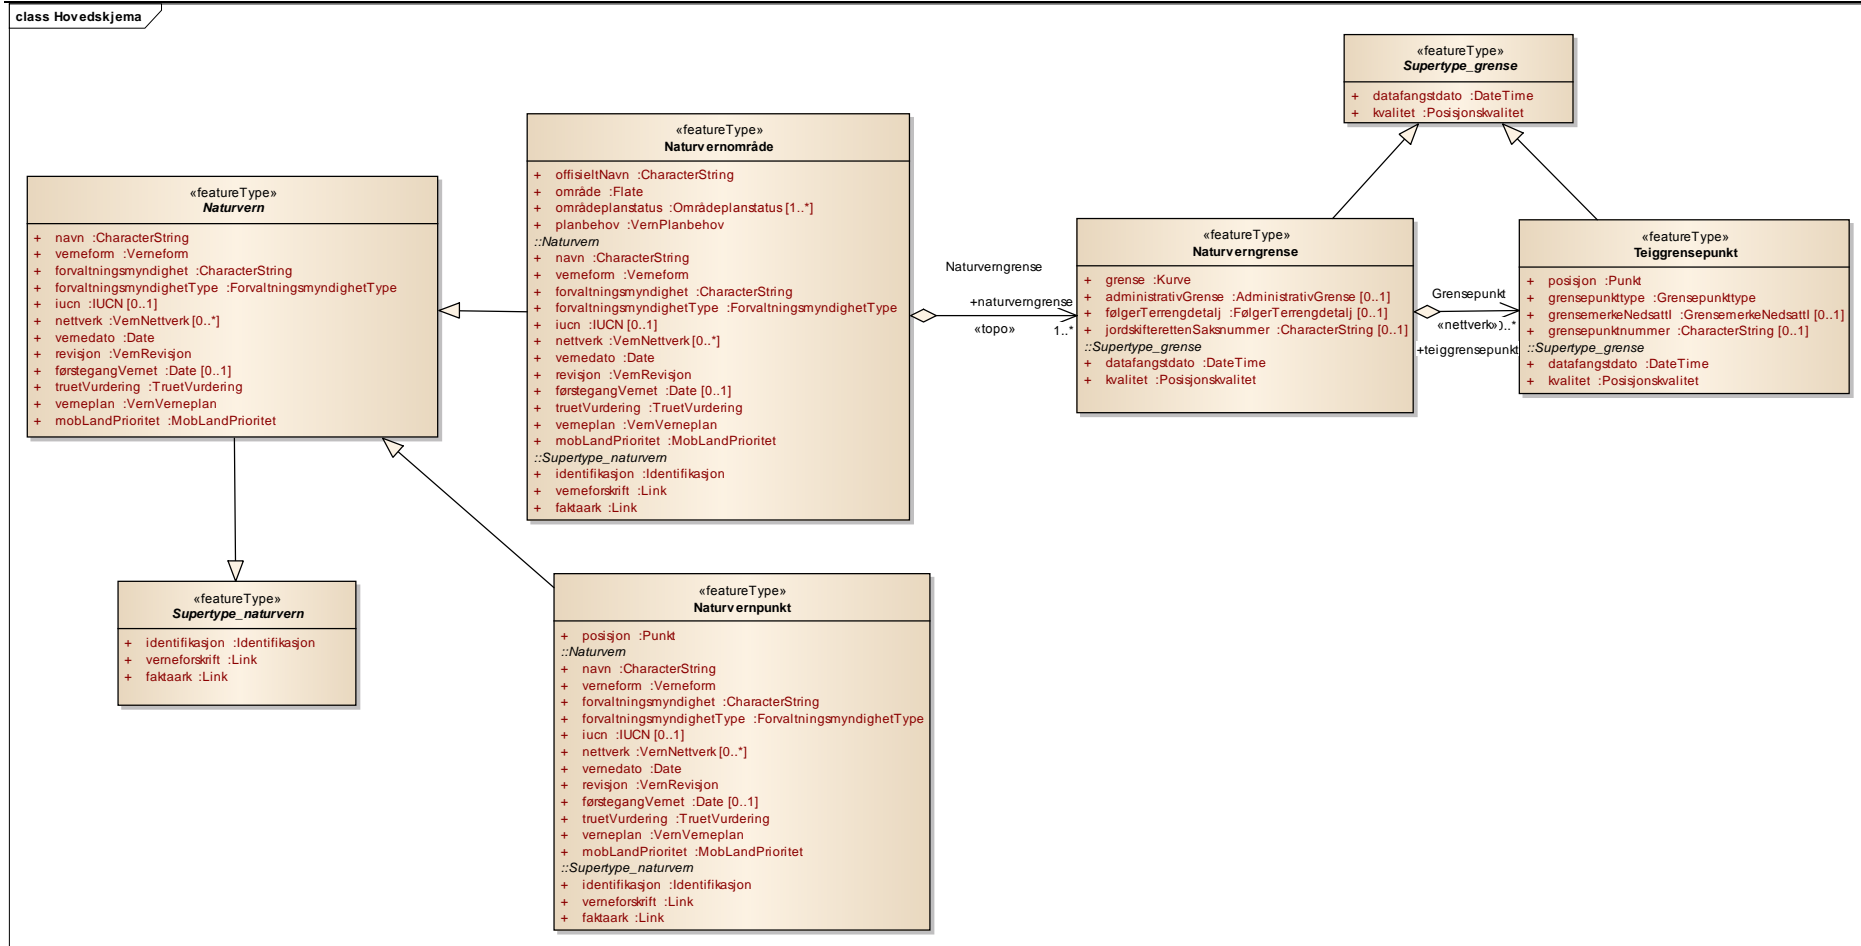 class Hovedskjema
«featureType»
Supertype_grense
+ datafangstdato :DateTime
+ kvalitet :Posisjonskvalitet
«featureType»
Naturvernområde
+ offisieltNavn :CharacterString
+ område :Flate
+ områdeplanstatus :Områdeplanstatus [1..*]
+ planbehov :VernPlanbehov
::Naturvern
+ navn :CharacterString
+ verneform :Verneform
+ forvaltningsmyndighet :CharacterString
+ forvaltningsmyndighetType :ForvaltningsmyndighetType
+ iucn :IUCN [0..1]
+ nettverk :VernNettverk [0..*]
+ vernedato :Date
+ revisjon :VernRevisjon
+ førstegangVernet :Date [0..1]
+ truetVurdering :TruetVurdering
+ verneplan :VernVerneplan
+ mobLandPrioritet :MobLandPrioritet
::Supertype_naturvern
+ identifikasjon :Identifikasjon
+ verneforskrift :Link
+ faktaark :Link
«featureType»
Naturvern
+ navn :CharacterString
+ verneform :Verneform
+ forvaltningsmyndighet :CharacterString
+ forvaltningsmyndighetType :ForvaltningsmyndighetType
+ iucn :IUCN [0..1]
+ nettverk :VernNettverk [0..*]
+ vernedato :Date
+ revisjon :VernRevisjon
+ førstegangVernet :Date [0..1]
+ truetVurdering :TruetVurdering
+ verneplan :VernVerneplan
+ mobLandPrioritet :MobLandPrioritet
Naturverngrense
+naturverngrense
«topo»
1..*
«featureType»
Naturverngrense
+ grense :Kurve
+ administrativGrense :AdministrativGrense [0..1]
+ følgerTerrengdetalj :FølgerTerrengdetalj [0..1]
+ jordskifterettenSaksnummer :CharacterString [0..1]
::Supertype_grense
+ datafangstdato :DateTime
+ kvalitet :Posisjonskvalitet
Grensepunkt
«nettverk»
+teiggrensepunkt
«featureType»
Teiggrensepunkt
+ posisjon :Punkt
+ grensepunkttype :Grensepunkttype
+ grensemerkeNedsattI :GrensemerkeNedsattI [0..1]
+ grensepunktnummer :CharacterString [0..1]
::Supertype_grense
+ datafangstdato :DateTime
+ kvalitet :Posisjonskvalitet
«featureType»
Supertype_naturvern
+ identifikasjon :Identifikasjon
+ verneforskrift :Link
+ faktaark :Link
«featureType»
Naturvernpunkt
+ posisjon :Punkt
::Naturvern
+ navn :CharacterString
+ verneform :Verneform
+ forvaltningsmyndighet :CharacterString
+ forvaltningsmyndighetType :ForvaltningsmyndighetType
+ iucn :IUCN [0..1]
+ nettverk :VernNettverk [0..*]
+ vernedato :Date
+ revisjon :VernRevisjon
+ førstegangVernet :Date [0..1]
+ truetVurdering :TruetVurdering
+ verneplan :VernVerneplan
+ mobLandPrioritet :MobLandPrioritet
::Supertype_naturvern
+ identifikasjon :Identifikasjon
+ verneforskrift :Link
+ faktaark :Link